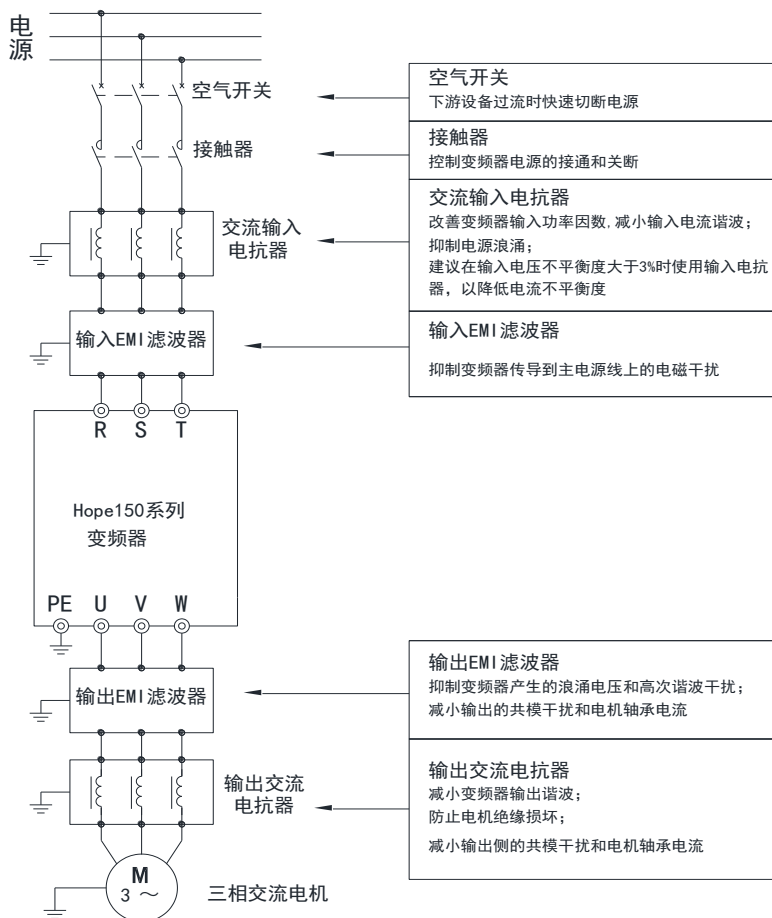 电
源
空气开关
接触器
交流输入
电抗器
输入EMI滤波器
R S T
Hope150系列
变频器
PE U V W
输出EMI滤波器
输出交流
电抗器
M
3 ～
三相交流电机
空气开关
下游设备过流时快速切断电源
接触器
控制变频器电源的接通和关断
交流输入电抗器
改善变频器输入功率因数，减小输入电流谐波；
抑制电源浪涌；
建议在输入电压不平衡度大于3%时使用输入电抗
器，以降低电流不平衡度
输入EMI滤波器
抑制变频器传导到主电源线上的电磁干扰
输出EMI滤波器
抑制变频器产生的浪涌电压和高次谐波干扰；
减小输出的共模干扰和电机轴承电流
输出交流电抗器
减小变频器输出谐波；
防止电机绝缘损坏；
减小输出侧的共模干扰和电机轴承电流